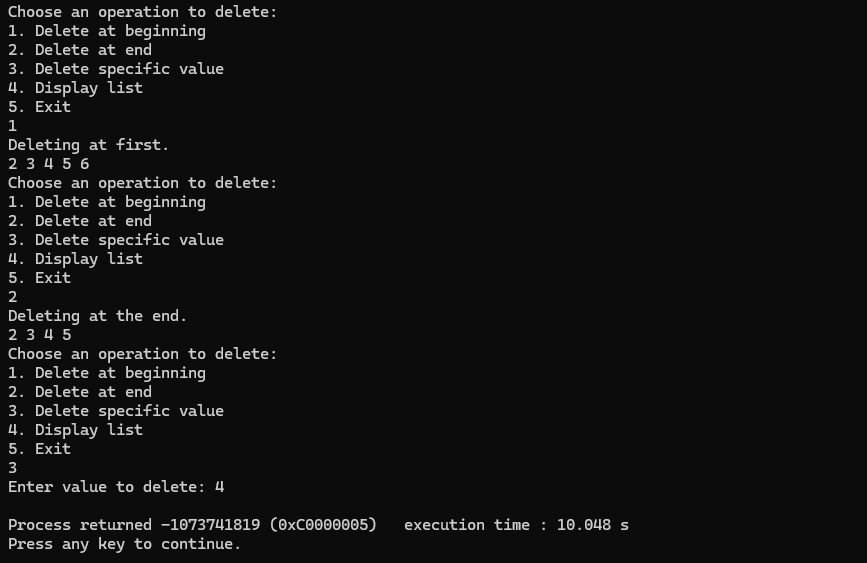 Choose an operation to delete:
1. Delete at beginning
2. Delete at end
3. Delete specific value
4. Display list
5. Exit
1
Deleting at first.
2 3 4 5 6
Choose an operation to delete:
1. Delete at beginning
2. Delete at end
3. Delete specific value
4. Display list
5. Exit
2
Deleting at the end.
2 3 4 5
Choose an operation to delete:
1. Delete at beginning
2. Delete at end
3. Delete specific value
4. Display list
5. Exit
3
Enter value to delete: 4
Process returned -1073741819 (0xC0000005)   execution time : 10.048 s
Press any key to continue.